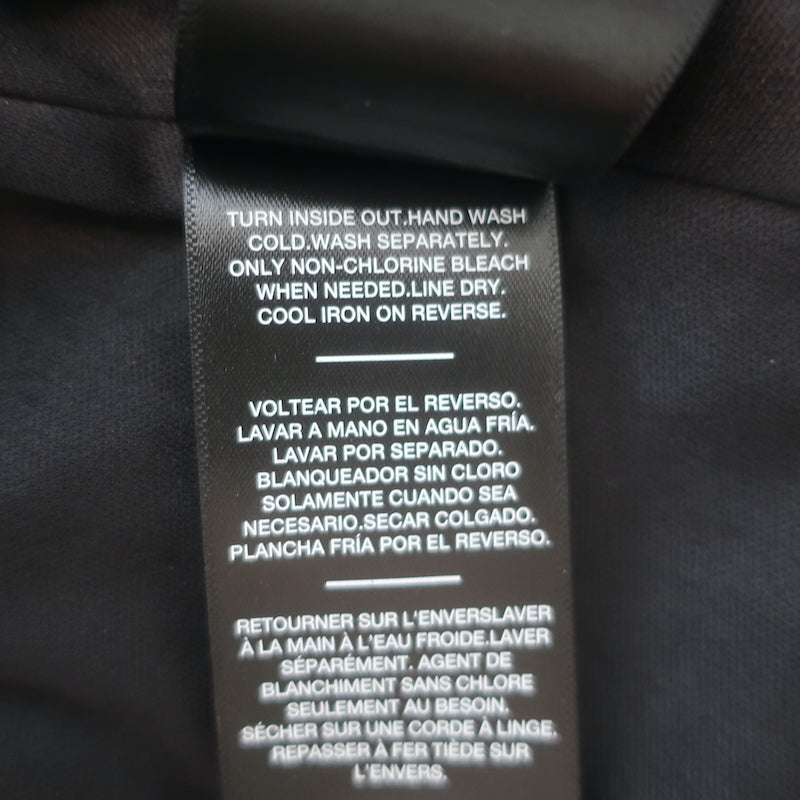 TURN INSIDE OUT.HAND WASH
COLD.WASH SEPARATELY.
ONLY NON-CHLORINE BLEACH
WHEN NEEDED.LINE DRY.
COOL IRON ON REVERSE.
VOLTEAR POR EL REVERSO.
LAVAR A MANO EN AGUA FRÍA.
LAVAR POR SEPARADO.
BLANQUEADOR SIN CLORO
SOLAMENTE CUANDO SEA
NECESARIO.SECAR COLGADO.
PLANCHA FRÍA POR EL REVERSO.
RETOURNER SUR L'ENVERSLAVER
À LA MAIN À L'EAU FROIDE.LAVER
SÉPARÉMENT. AGENT DE
BLANCHIMENT SANS CHLORE
SEULEMENT AU BESOIN.
SÉCHER SUR UNE CORDE À LINGE.
REPASSER À FER TIÈDE SUR
L'ENVERS.